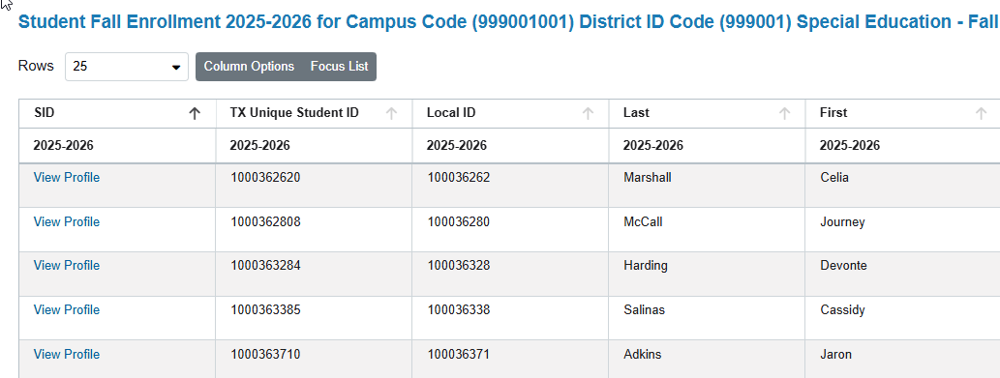 Student Fall Enrollment 2025-2026 for Campus Code (999001001) District ID Code (999001) Special Education - Fall
Rows 25 Column Options Focus List
SID TX Unique Student ID Local ID Last First
2025-2026 2025-2026 2025-2026 2025-2026 2025-2026
View Profile 1000362620 100036262 Marshall Celia
View Profile 1000362808 100036280 McCall Journey
View Profile 1000363284 100036328 Harding Devonte
View Profile 1000363385 100036338 Salinas Cassidy
View Profile 1000363710 100036371 Adkins Jaron